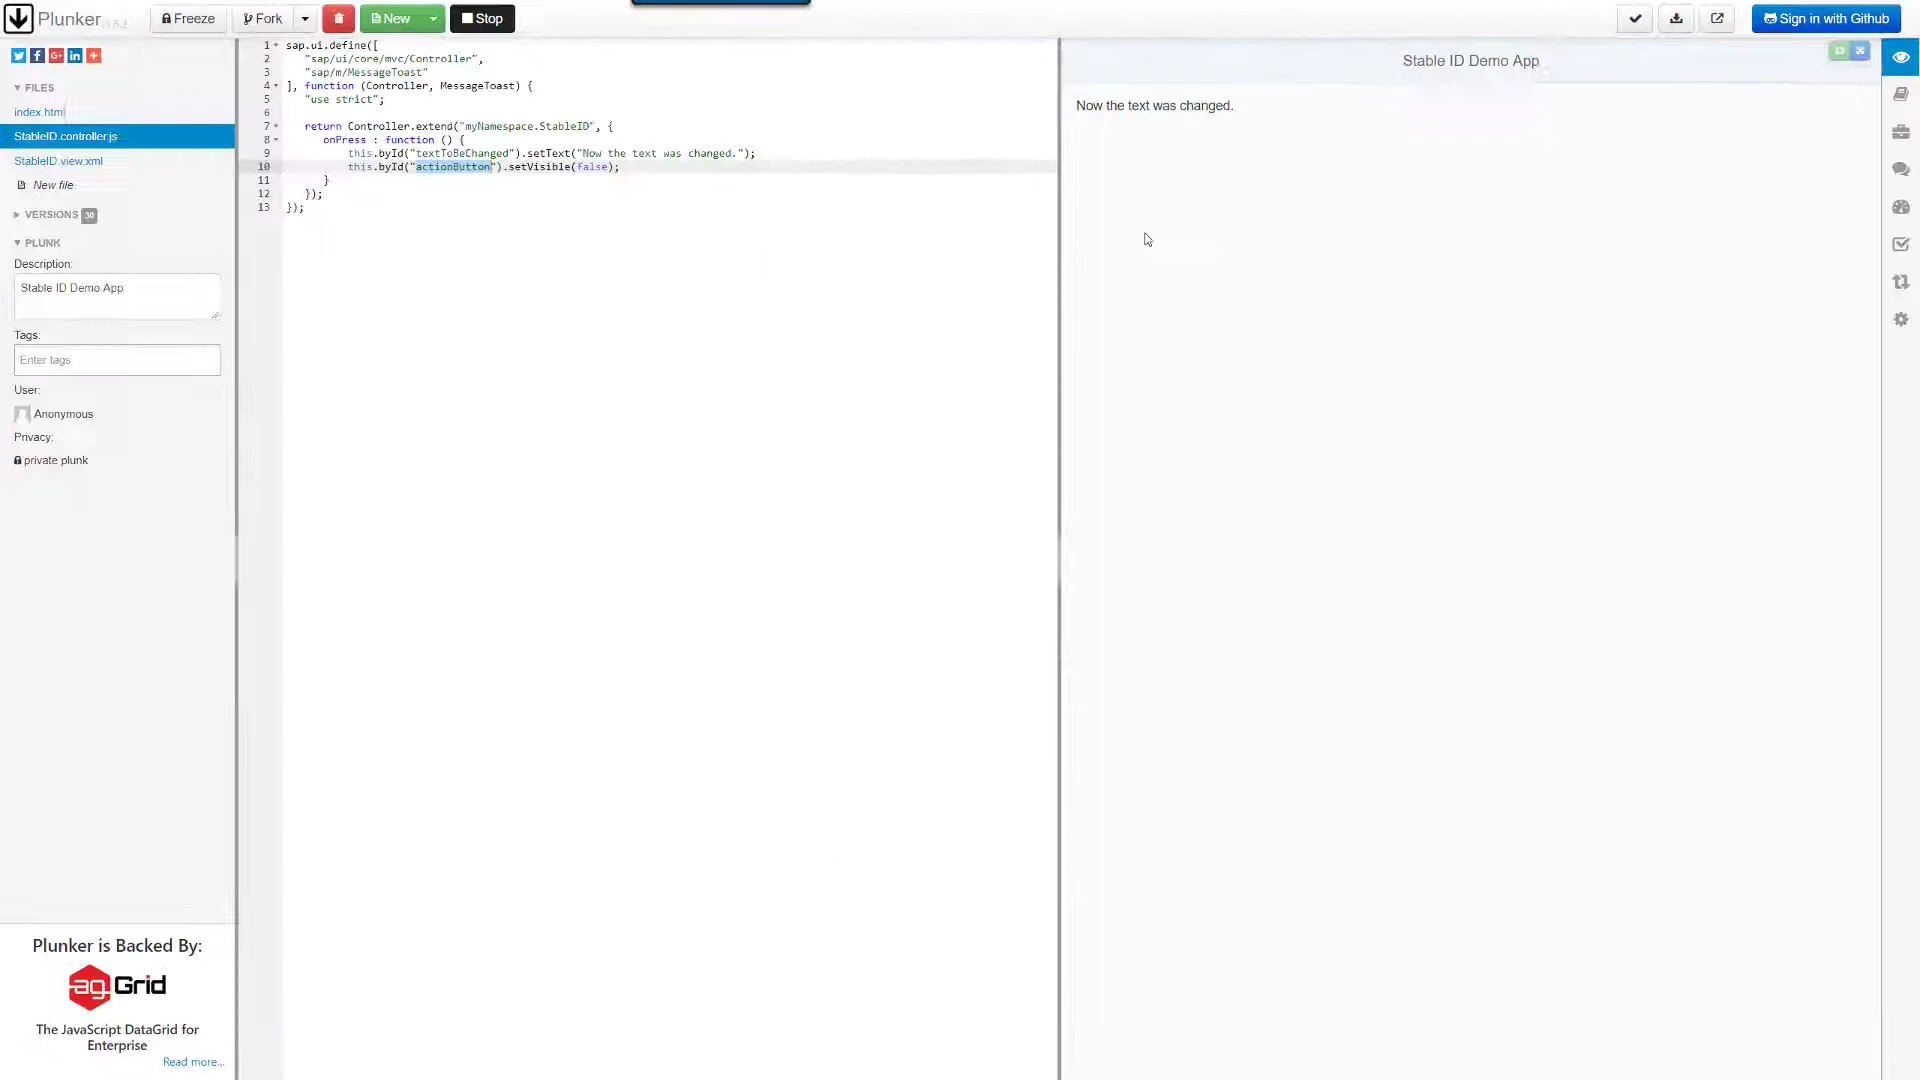 Plunker
Freeze
Fork
New
Stop
Sign in with Github
FILES
index.html
StableID.controller.js
StableID.view.xml
New file
VERSIONS 30
PLUNK
Description:
Stable ID Demo App
Tags:
Enter tags
User:
Anonymous
Privacy:
private plunk
Plunker is Backed By:
ag Grid
The JavaScript DataGrid for
Enterprise
Read more...
1 sap.ui.define([
2 "sap/ui/core/mvc/Controller",
3 "sap/m/MessageToast"
4 ], function (Controller, MessageToast) {
5 "use strict";
6
7 return Controller.extend("myNamespace.StableID", {
8 onPress : function () {
9 this.byId("textToBeChanged").setText("Now the text was changed.");
10 this.byId("actionButton").setVisible(false);
11 }
12 });
13 });
Stable ID Demo App
Now the text was changed.